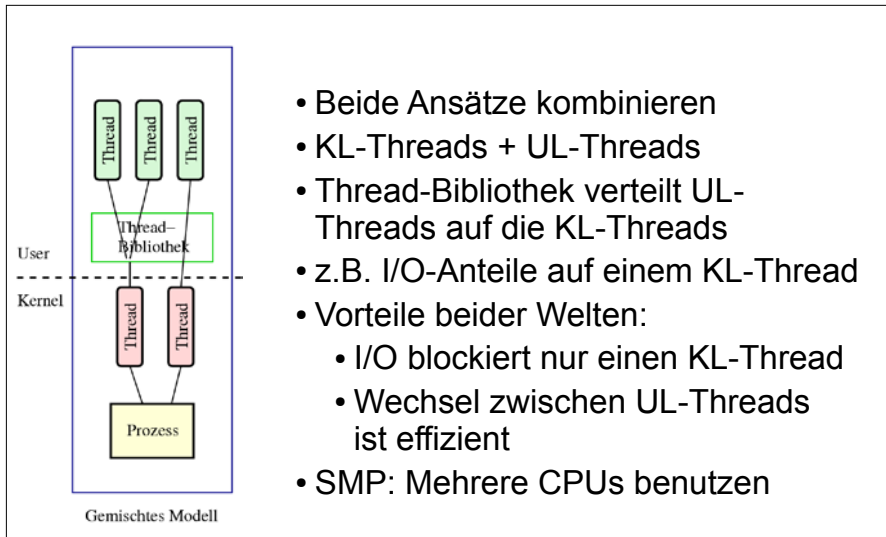 Thread
Thread
Thread
Thread–
Bibliothek
User
Kernel
Thread
Thread
Prozess
Gemischtes Modell
• Beide Ansätze kombinieren
• KL-Threads + UL-Threads
• Thread-Bibliothek verteilt UL-
Threads auf die KL-Threads
• z.B. I/O-Anteile auf einem KL-Thread
• Vorteile beider Welten:
• I/O blockiert nur einen KL-Thread
• Wechsel zwischen UL-Threads
ist effizient
• SMP: Mehrere CPUs benutzen